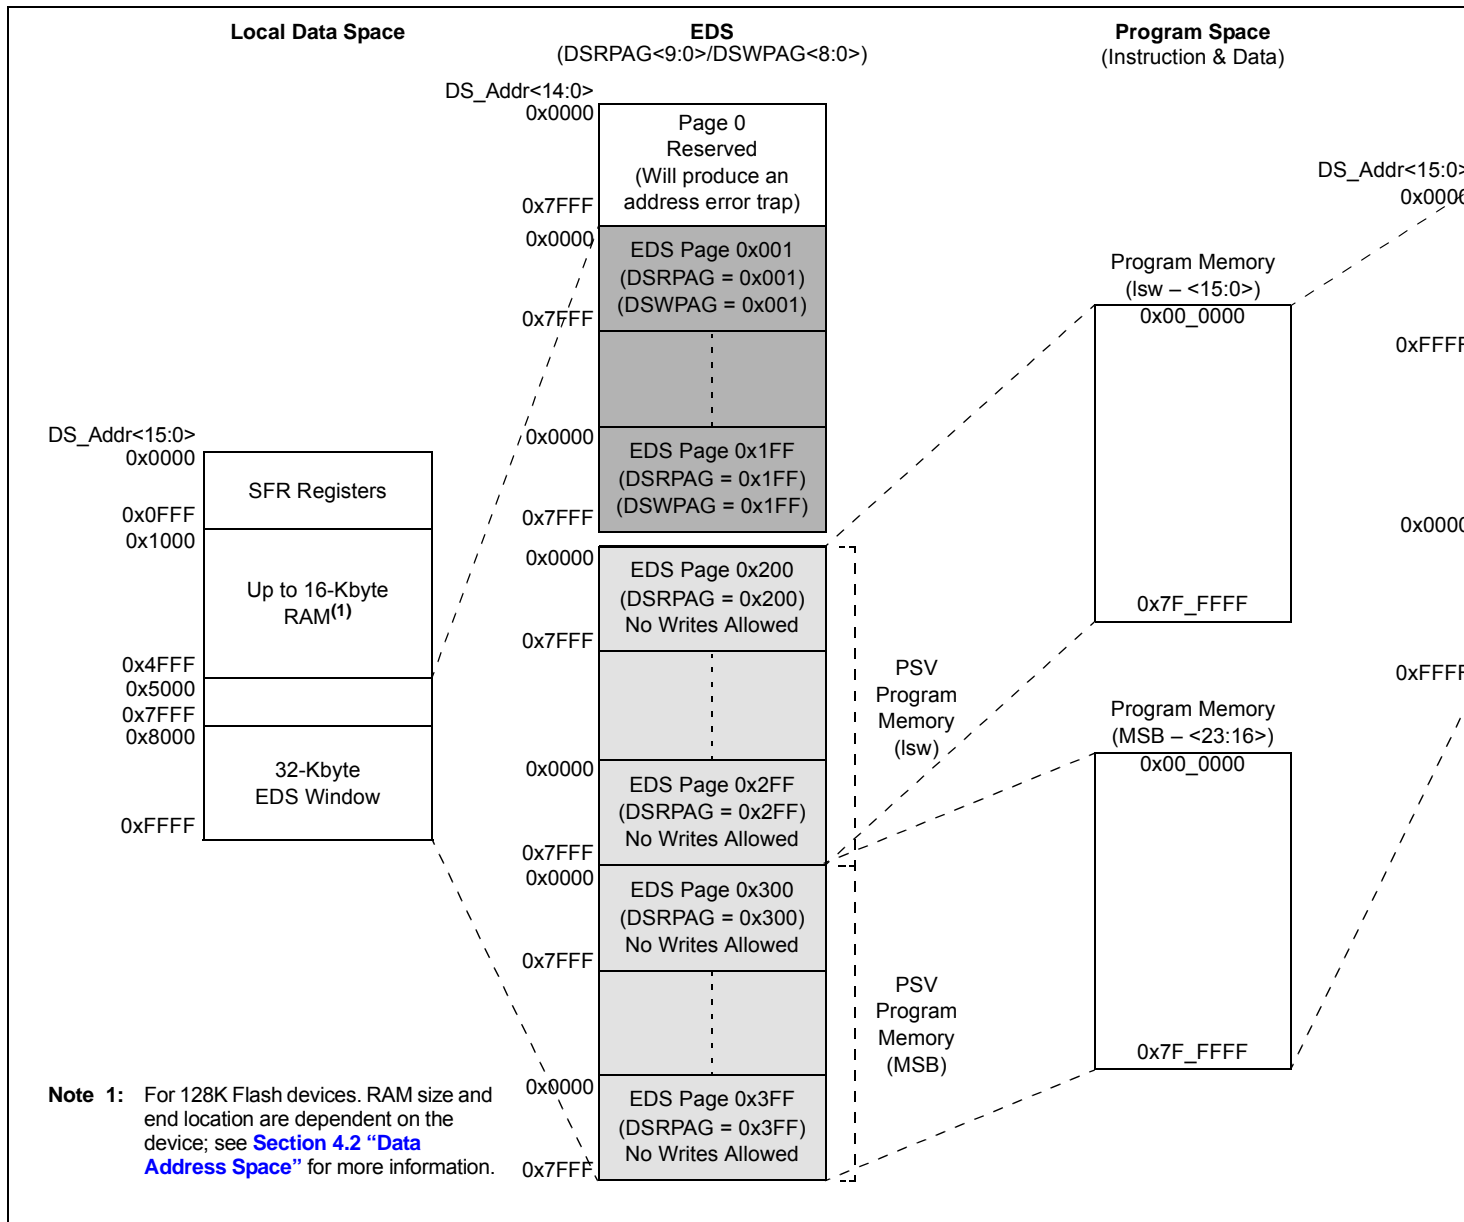 Local Data Space
EDS
(DSRPAG<9:0>/DSWPAG<8:0>)
Program Space
(Instruction & Data)
DS_Addr<14:0>
0x0000
Page 0
Reserved
(Will produce an
address error trap)
0x7FFF
0x0000
EDS Page 0x001
(DSRPAG = 0x001)
(DSWPAG = 0x001)
0x7FFF
0x0000
EDS Page 0x1FF
(DSRPAG = 0x1FF)
(DSWPAG = 0x1FF)
0x7FFF
0x0000
EDS Page 0x200
(DSRPAG = 0x200)
No Writes Allowed
0x7FFF
0x0000
EDS Page 0x2FF
(DSRPAG = 0x2FF)
No Writes Allowed
0x7FFF
0x0000
EDS Page 0x300
(DSRPAG = 0x300)
No Writes Allowed
0x7FFF
0x0000
EDS Page 0x3FF
(DSRPAG = 0x3FF)
No Writes Allowed
0x7FFF
DS_Addr<15:0>
0x0000
SFR Registers
0x0FFF
0x1000
Up to 16-Kbyte
RAM(1)
0x4FFF
0x5000
0x7FFF
0x8000
32-Kbyte
EDS Window
0xFFFF
PSV
Program
Memory
(lsw)
PSV
Program
Memory
(MSB)
Program Memory
(lsw – <15:0>)
0x00_0000
0x7F_FFFF
Program Memory
(MSB – <23:16>)
0x00_0000
0x7F_FFFF
DS_Addr<15:0>
0x0000
0xFFFF
0x0000
0xFFFF
Note 1: For 128K Flash devices. RAM size and
end location are dependent on the
device; see Section 4.2 “Data
Address Space” for more information.